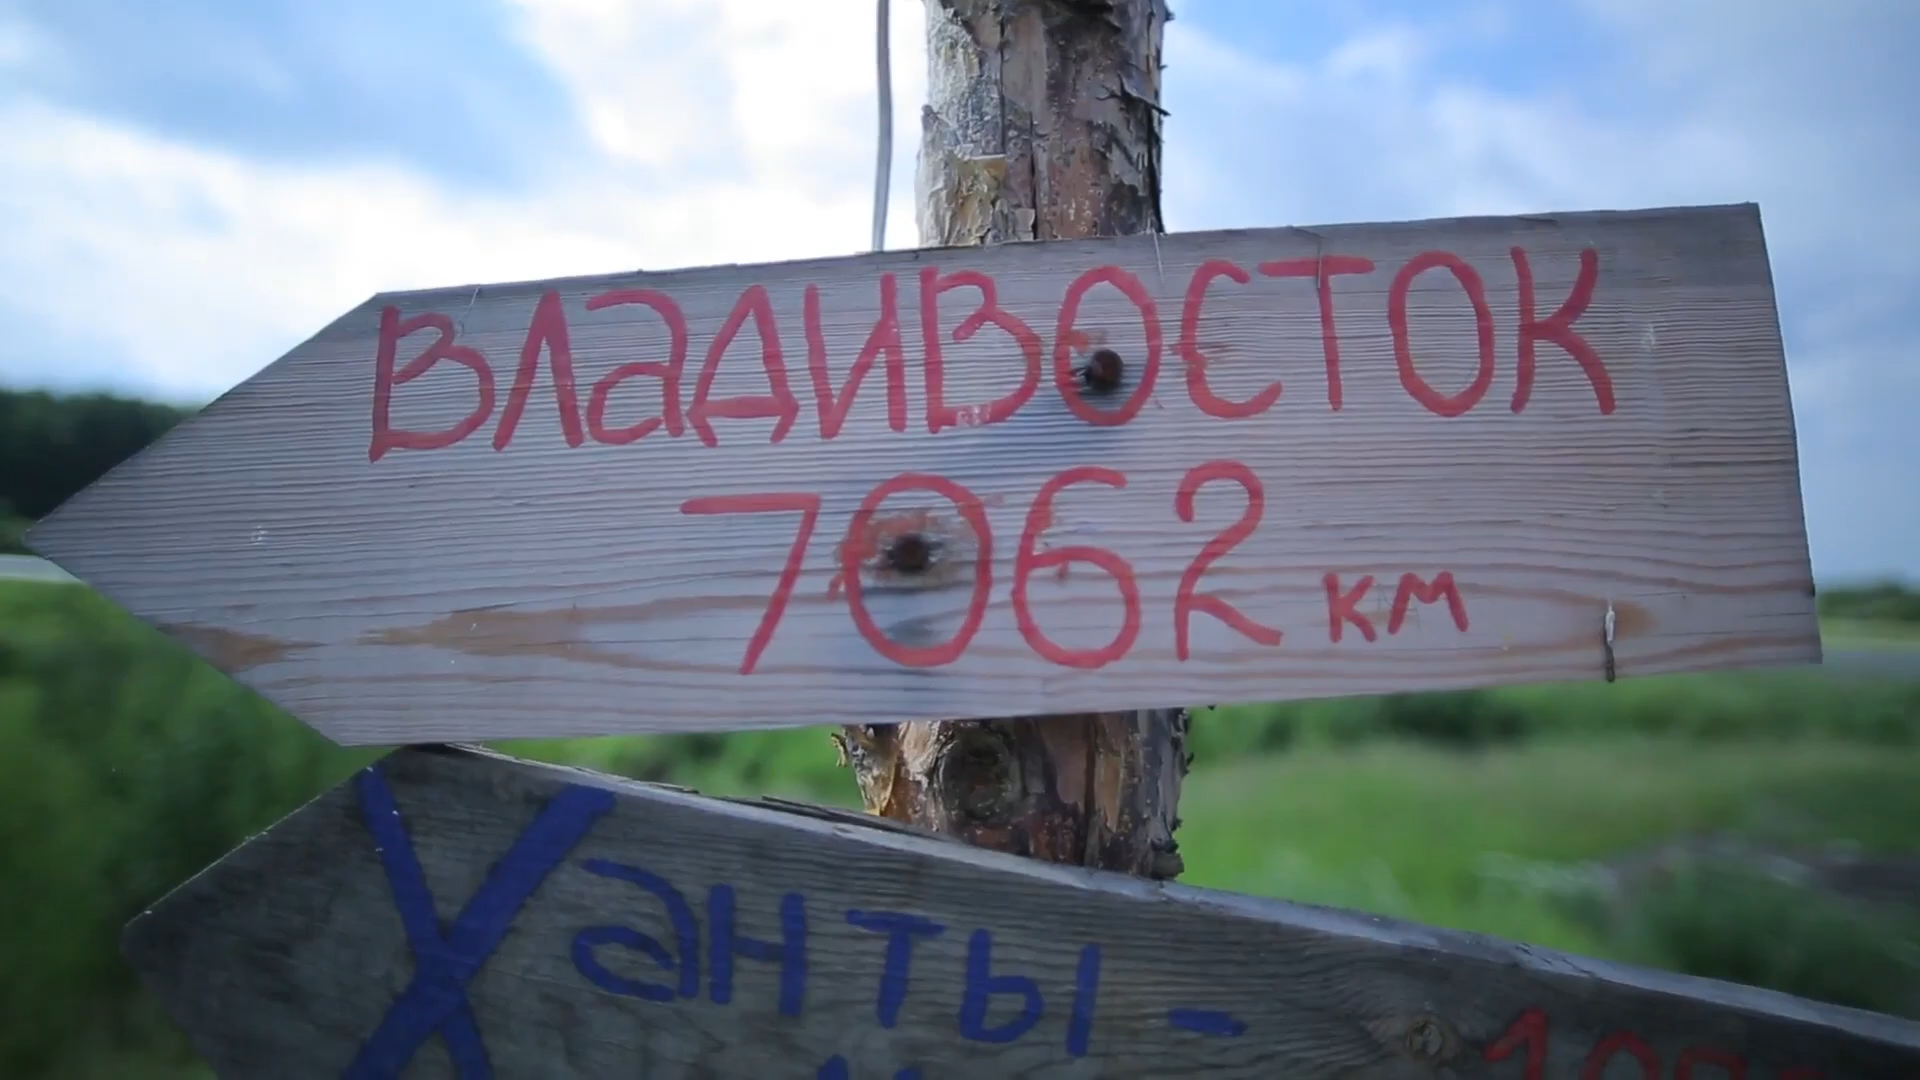 Владивосток
7062 км
Ханты-